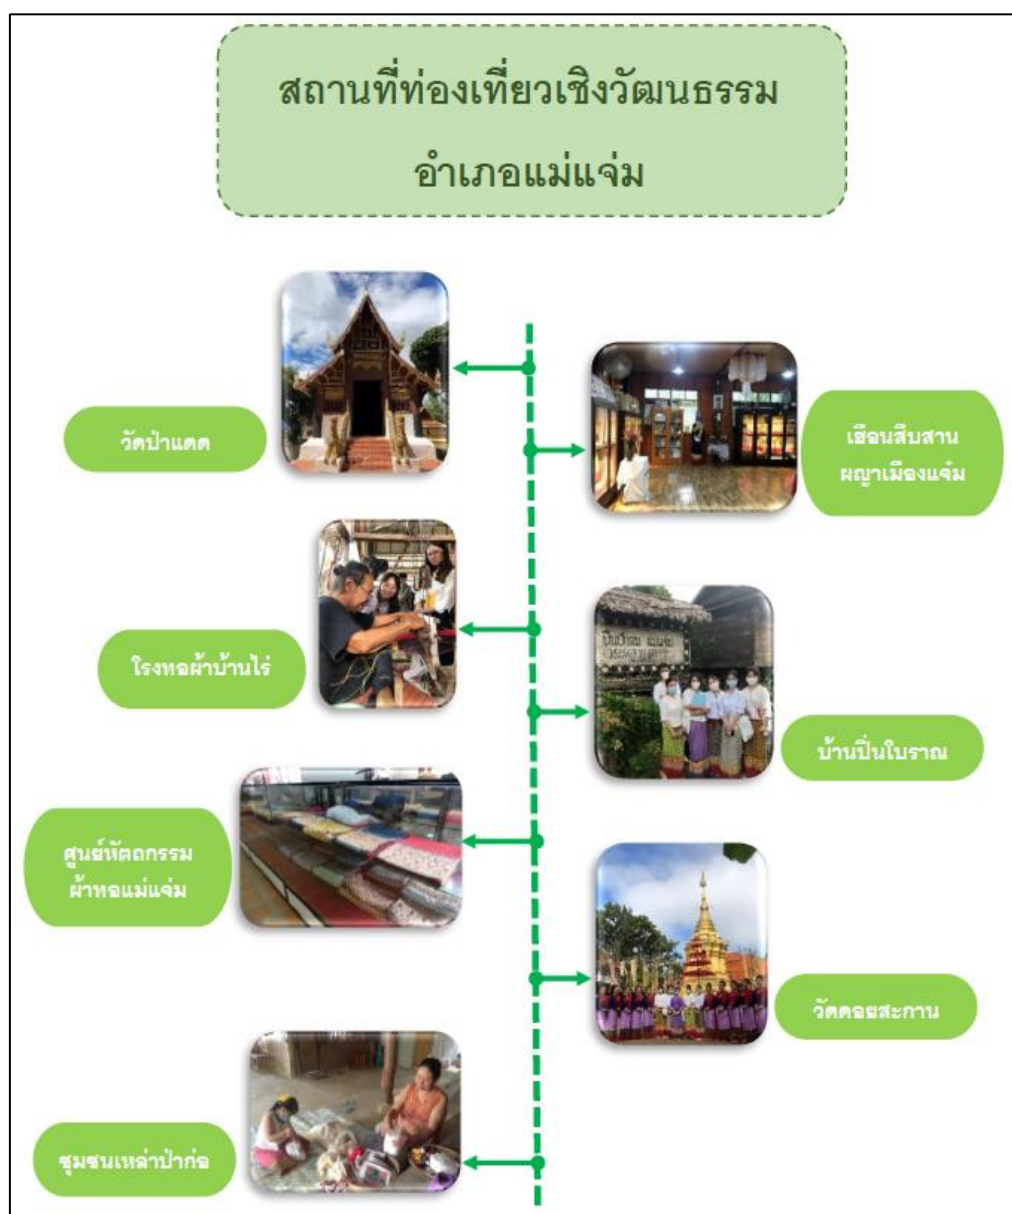 สถานที่ท่องเที่ยวเชิงวัฒนธรรม
อำเภอแม่แจ่ม
วัดป่าแดด
เฮือนสืบสาน
ผญาเมืองแจ๋ม
โรงทอผ้าบ้านไร่
บ้านปิ่นโบราณ
ศูนย์หัตถกรรม
ผ้าทอแม่แจ่ม
วัดดอยสะกาน
ชุมชนเหล่าป่าก่อ